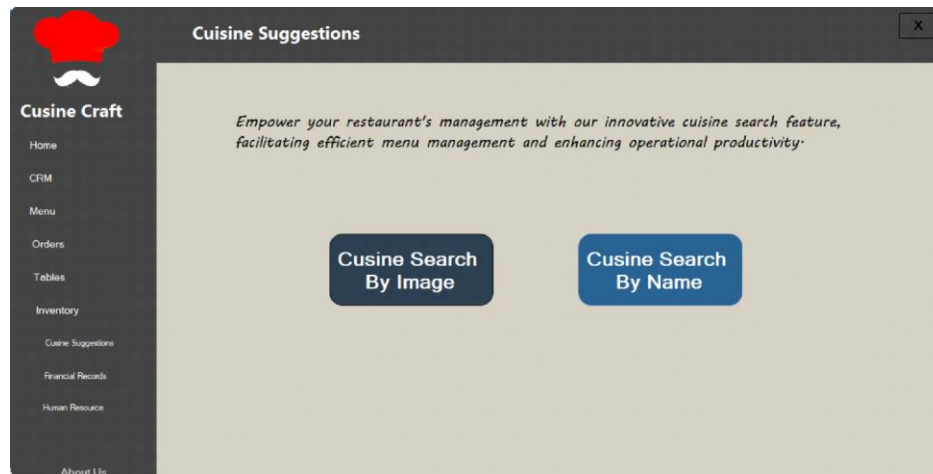 Cuisine Suggestions
X
Cusine Craft
Home
CRM
Menu
Orders
Tables
Inventory
Cusine Suggestions
Financial Records
Human Resource
About Us
Empower your restaurant's management with our innovative cuisine search feature,
facilitating efficient menu management and enhancing operational productivity.
Cusine Search
By Image
Cusine Search
By Name